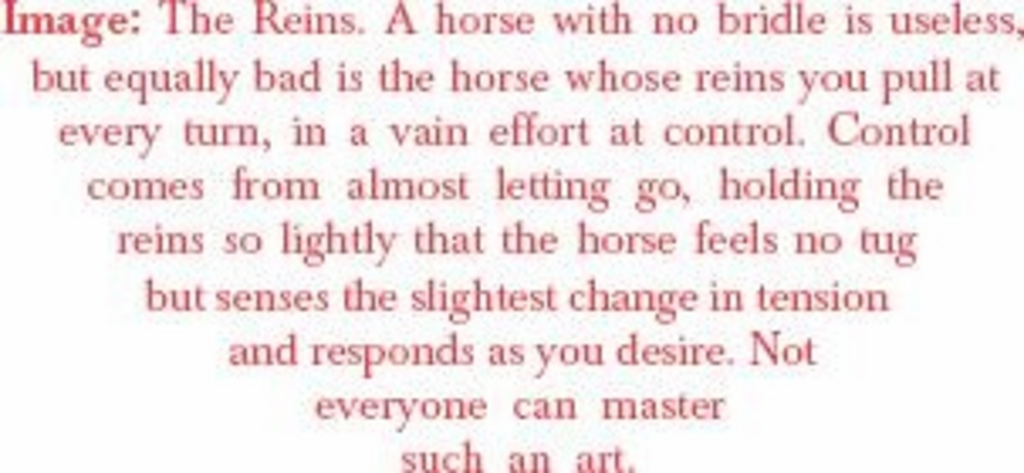 Image: The Reins. A horse with no bridle is useless,
but equally bad is the horse whose reins you pull at
every turn, in a vain effort at control. Control
comes from almost letting go, holding the
reins so lightly that the horse feels no tug
but senses the slightest change in tension
and responds as you desire. Not
everyone can master
such an art.